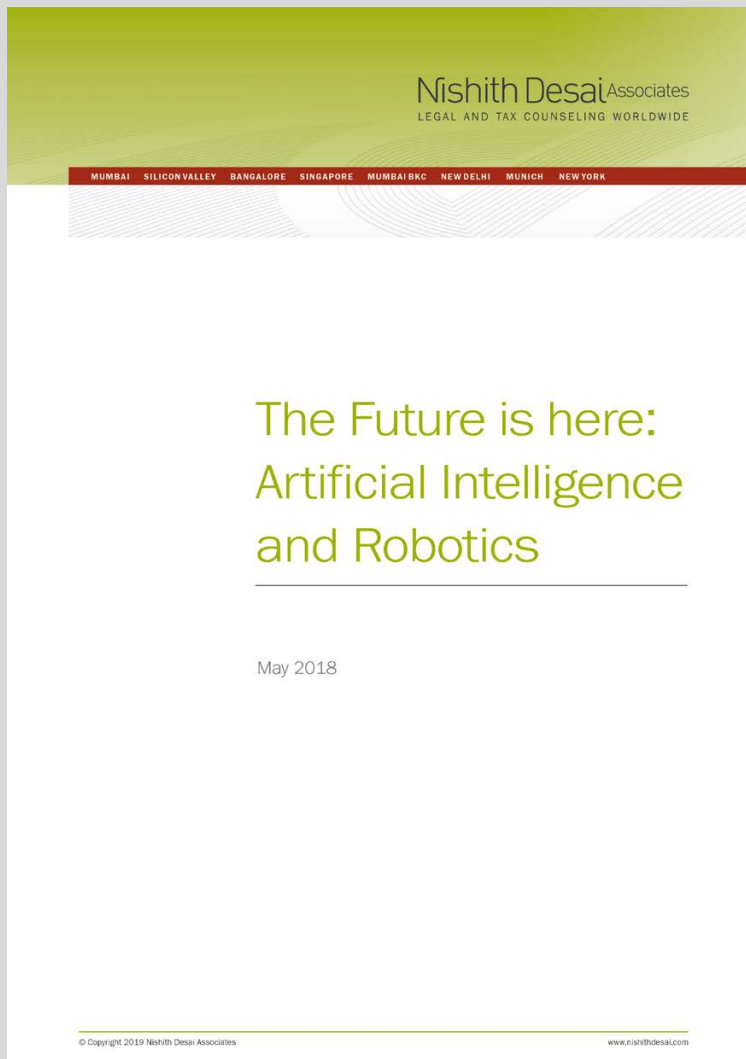 Nishith Desai Associates
LEGAL AND TAX COUNSELING WORLDWIDE
MUMBAI SILICON VALLEY BANGALORE SINGAPORE MUMBAI BKC NEW DELHI MUNICH NEW YORK
The Future is here:
Artificial Intelligence
and Robotics
May 2018
© Copyright 2019 Nishith Desai Associates www.nishithdesai.com